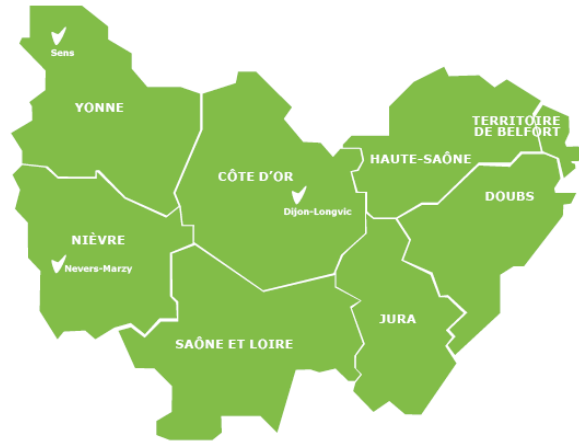 Sens
YONNE
TERRITOIRE
DE BELFORT
HAUTE-SAÔNE
CÔTE D'OR
DOUBS
Dijon-Longvic
NIÈVRE
Nevers-Marzy
JURA
SAÔNE ET LOIRE